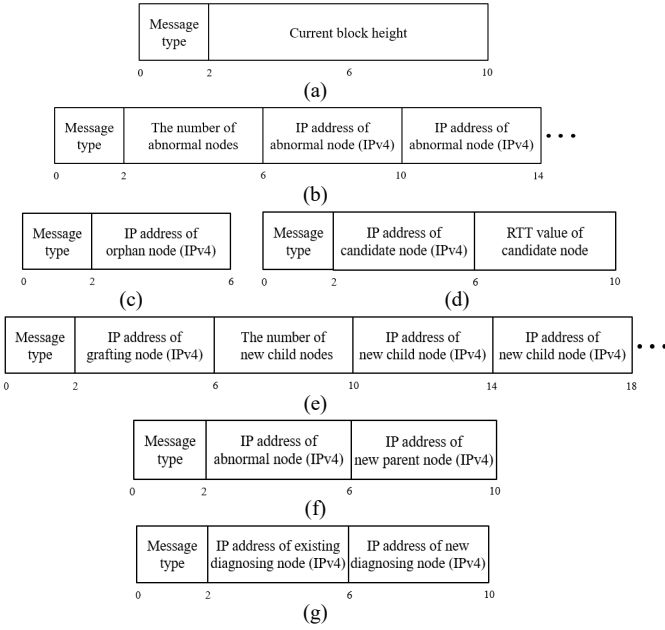 Message type
Current block height
0 2 6 10
(a)
Message type
The number of abnormal nodes
IP address of abnormal node (IPv4)
IP address of abnormal node (IPv4)
•••
0 2 6 10 14
(b)
Message type
IP address of orphan node (IPv4)
0 2 6
(c)
Message type
IP address of candidate node (IPv4)
RTT value of candidate node
0 2 6 10
(d)
Message type
IP address of grafting node (IPv4)
The number of new child nodes
IP address of new child node (IPv4)
IP address of new child node (IPv4)
•••
0 2 6 10 14 18
(e)
Message type
IP address of abnormal node (IPv4)
IP address of new parent node (IPv4)
0 2 6 10
(f)
Message type
IP address of existing diagnosing node (IPv4)
IP address of new diagnosing node (IPv4)
0 2 6 10
(g)